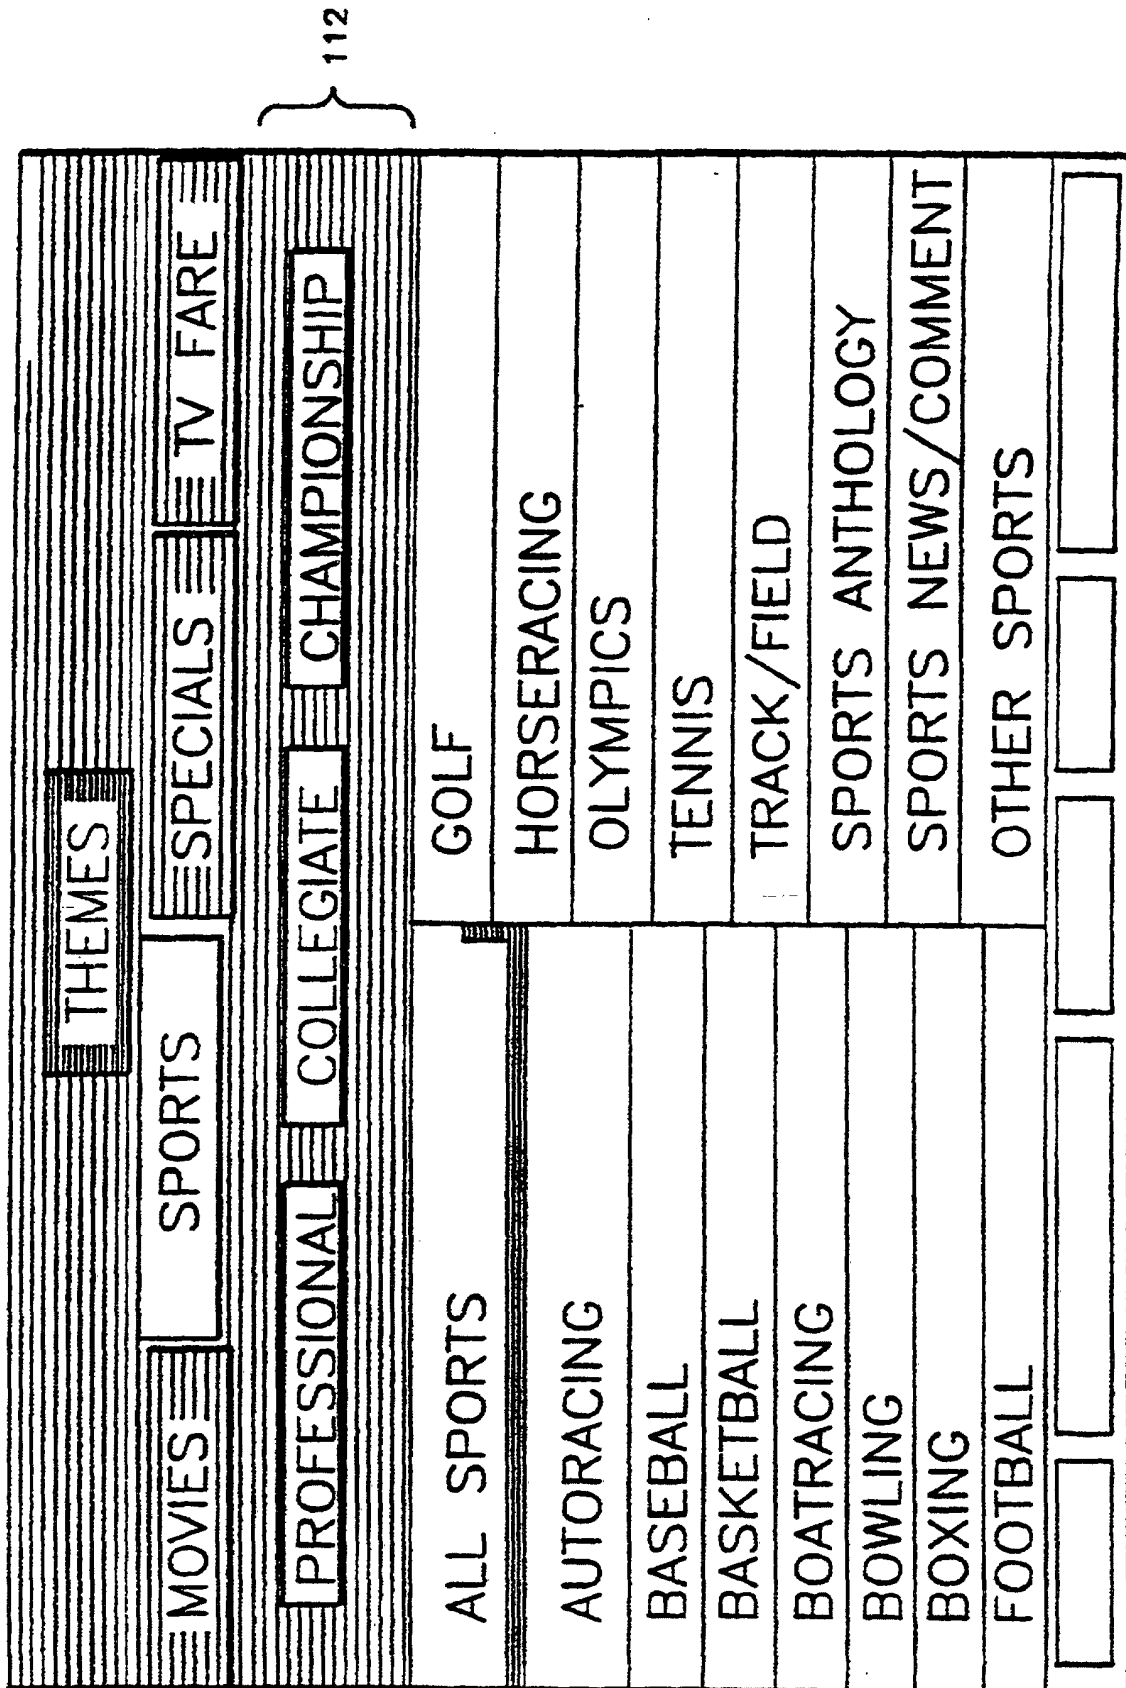 THEMES
MOVIES SPORTS SPECIALS TV FARE
PROFESSIONAL COLLEGIATE CHAMPIONSHIP
112
ALL SPORTS
AUTORACING
BASEBALL
BASKETBALL
BOATRACING
BOWLING
BOXING
FOOTBALL
GOLF
HORSERACING
OLYMPICS
TENNIS
TRACK/FIELD
SPORTS ANTHOLOGY
SPORTS NEWS/COMMENT
OTHER SPORTS